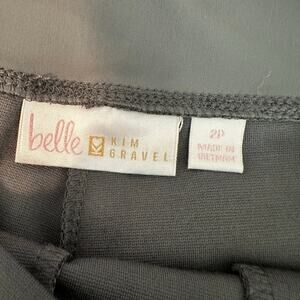 belle
KIM
GRAVEL
2P
MADE IN
VIETNAM